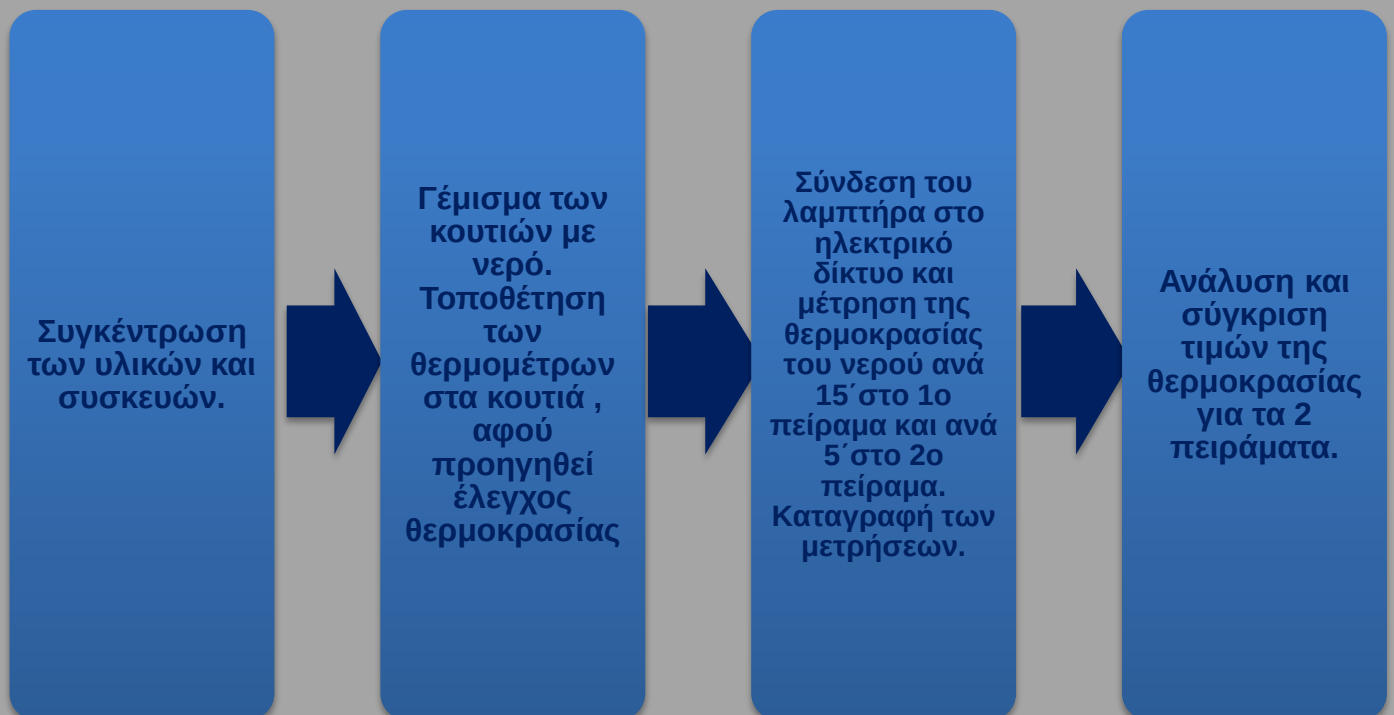 Συγκέντρωση
των υλικών και
συσκευών.
Γέμισμα των
κουτιών με
νερό.
Τοποθέτηση
των
θερμομέτρων
στα κουτιά ,
αφού
προηγηθεί
έλεγχος
θερμοκρασίας
Σύνδεση του
λαμπτήρα στο
ηλεκτρικό
δίκτυο και
μέτρηση της
θερμοκρασίας
του νερού ανά
15΄στο 1ο
πείραμα και ανά
5΄στο 2ο
πείραμα.
Καταγραφή των
μετρήσεων.
Ανάλυση και
σύγκριση
τιμών της
θερμοκρασίας
για τα 2
πειράματα.